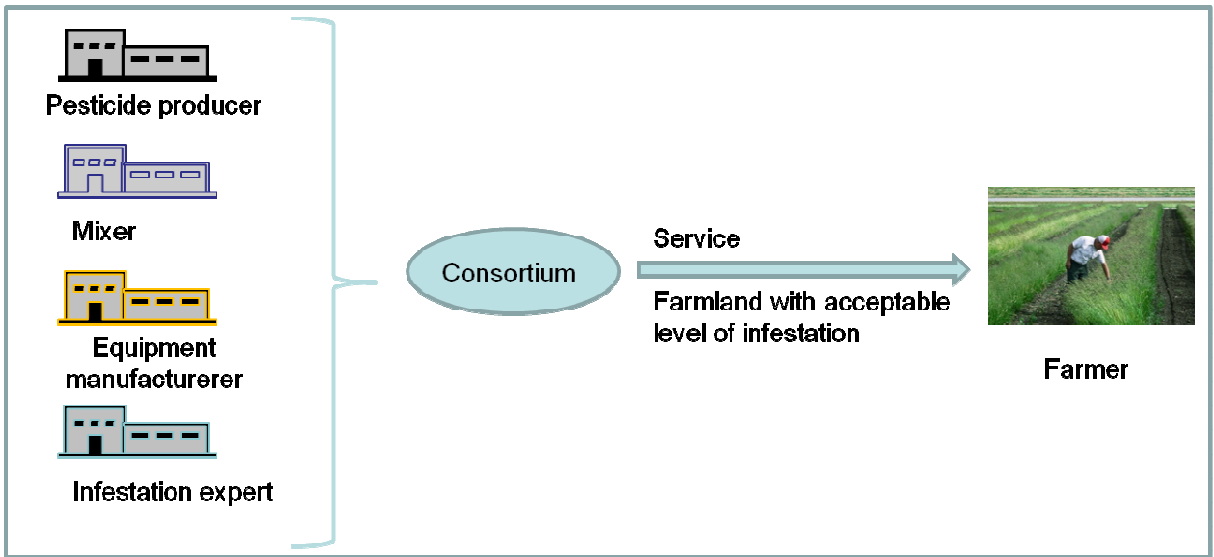 Pesticide producer
Mixer
Equipment
manufacturerer
Infestation expert
Consortium
Service
Farmland with acceptable
level of infestation
Farmer